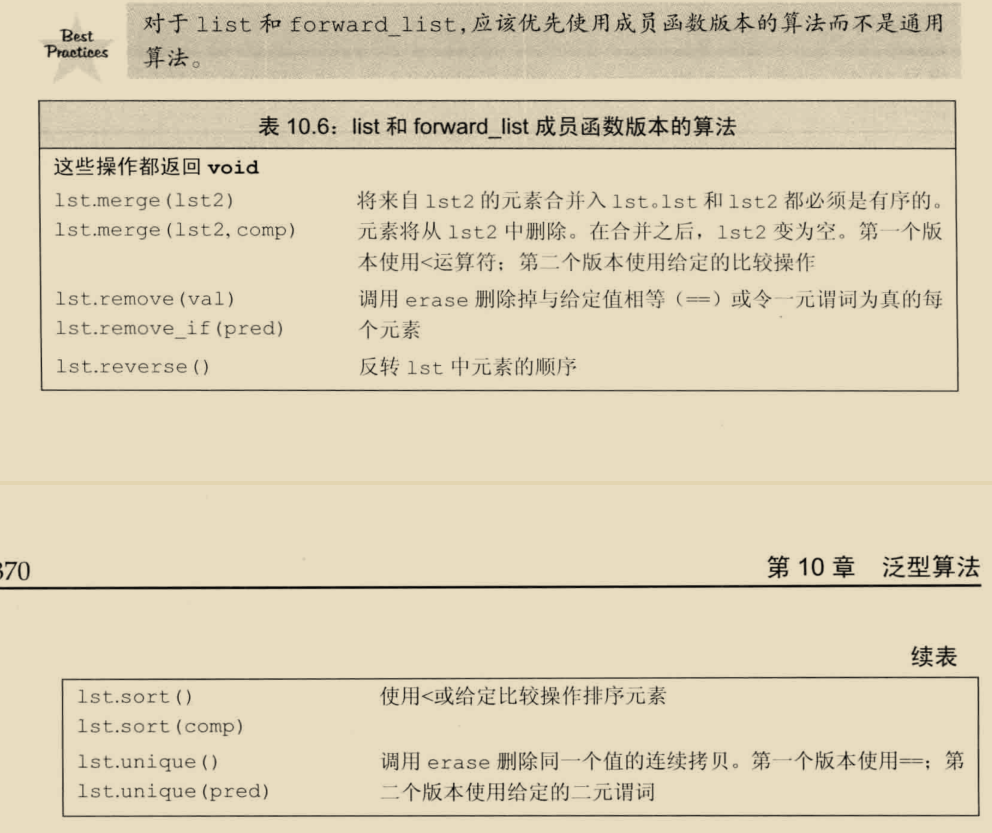 对于 list 和 forward_list,应该优先使用成员函数版本的算法而不是通用
Best
Practices
算法。
表 10.6：list 和 forward_list 成员函数版本的算法
这些操作都返回 void
lst.merge(lst2) 将来自 lst2 的元素合并入 lst。lst 和 lst2 都必须是有序的。
lst.merge(lst2,comp) 元素将从 lst2 中删除。在合并之后，lst2 变为空。第一个版
本使用<运算符；第二个版本使用给定的比较操作
lst.remove(val) 调用 erase 删除掉与给定值相等（==）或令一元谓词为真的每
lst.remove_if(pred) 个元素
lst.reverse() 反转 lst 中元素的顺序
370 第 10 章 泛型算法
续表
lst.sort() 使用<或给定比较操作排序元素
lst.sort(comp)
lst.unique() 调用 erase 删除同一个值的连续拷贝。第一个版本使用==；第
lst.unique(pred) 二个版本使用给定的二元谓词